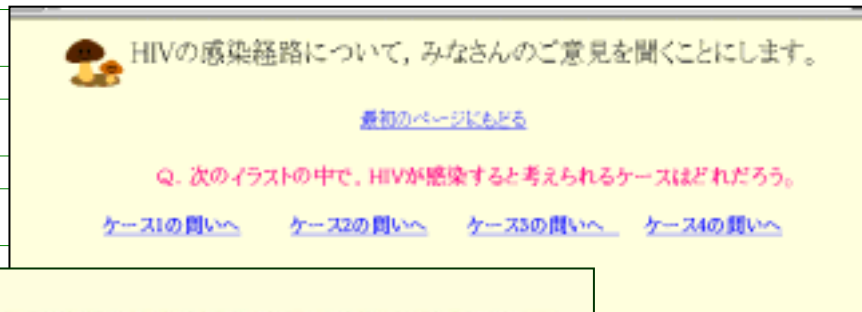 HIVの感染経路について，みなさんのご意見を聞くことにします。
最初のページにもどる
Q．次のイラストの中で，HIVが感染すると考えられるケースはどれだろう。
ケース1の問いへ ケース2の問いへ ケース3の問いへ ケース4の問いへ